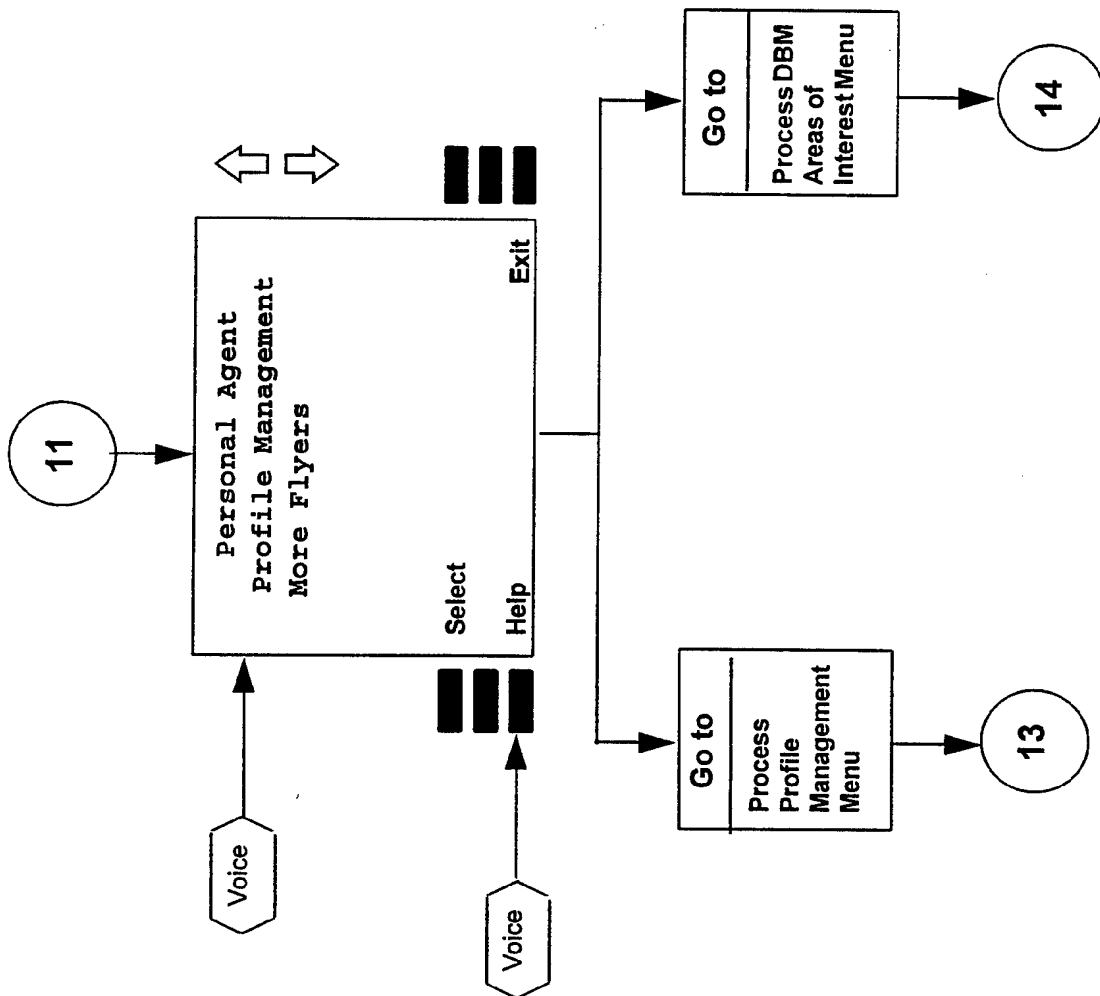 11
Voice
Personal Agent
Profile Management
More Flyers
Select
Voice
Help
Exit
Go to
Process
Profile
Management
Menu
13
Go to
Process DBM
Areas of
Interest Menu
14